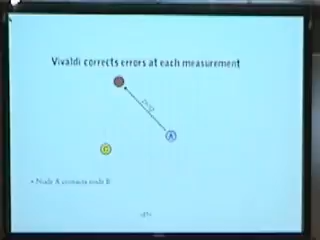 Vivaldi corrects errors at each measurement
A
C
• Node A contacts node B